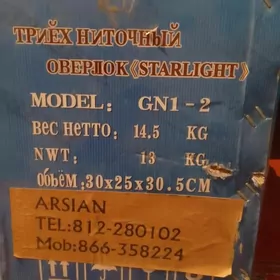 ТРИЁХ НИТОЧНЫЙ
ОВЕРЛОК《STARLIGHT》
MODEL: GN1-2
ВЕС НЕТТО: 14.5 KG
NWT: 13 KG
ОбЬЁМ:30x25x30.5CM
ARSIAN
TEL:812-280102
Mob:866-358224